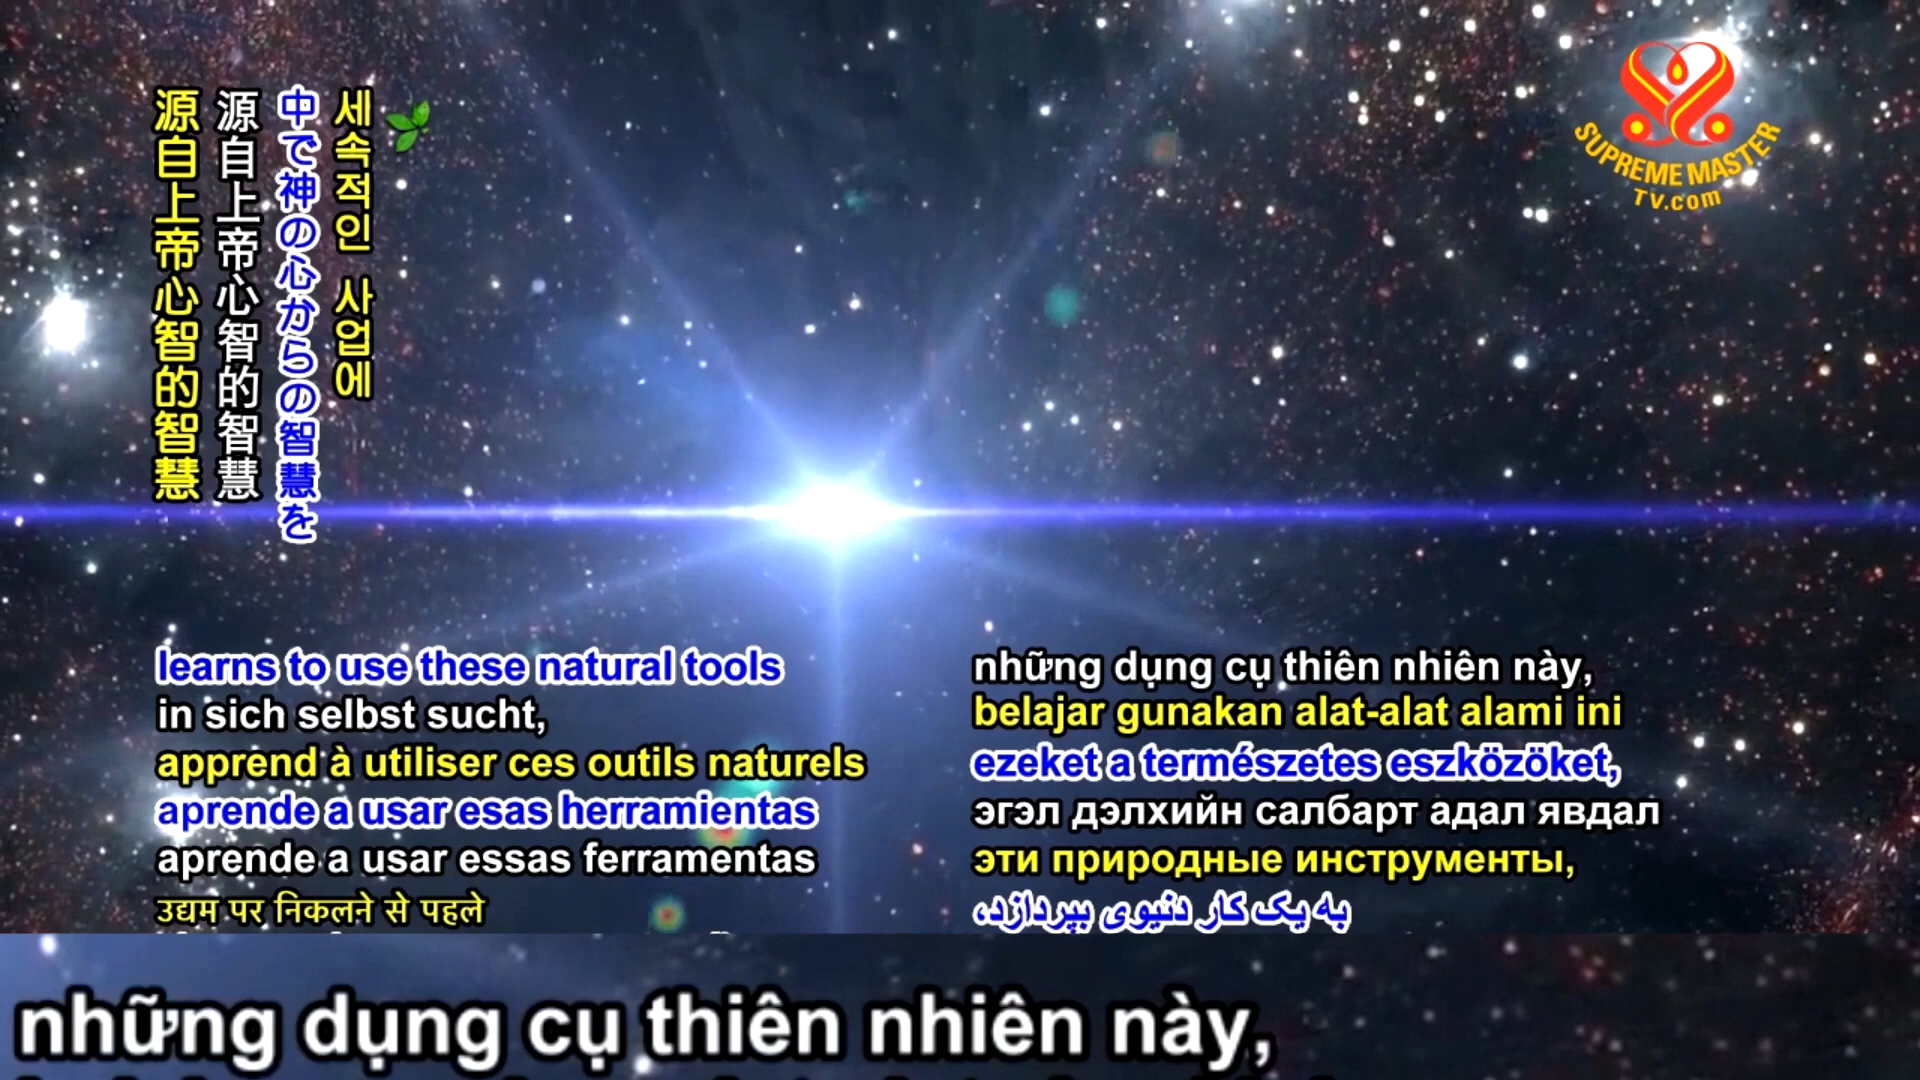 세속적인 사업에
中で神の心からの智慧を
源自上帝心智的智慧
源自上帝心智的智慧
SUPREME MASTER
TV.com
learns to use these natural tools
in sich selbst sucht,
apprend à utiliser ces outils naturels
aprende a usar esas herramientas
aprende a usar essas ferramentas
उद्यम पर निकलने से पहले
những dụng cụ thiên nhiên này,
belajar gunakan alat-alat alami ini
ezeket a természetes eszközöket,
эгэл дэлхийн салбарт адал явдал
эти природные инструменты,
به یک کار دنیوی بپردازد،
những dụng cụ thiên nhiên này,